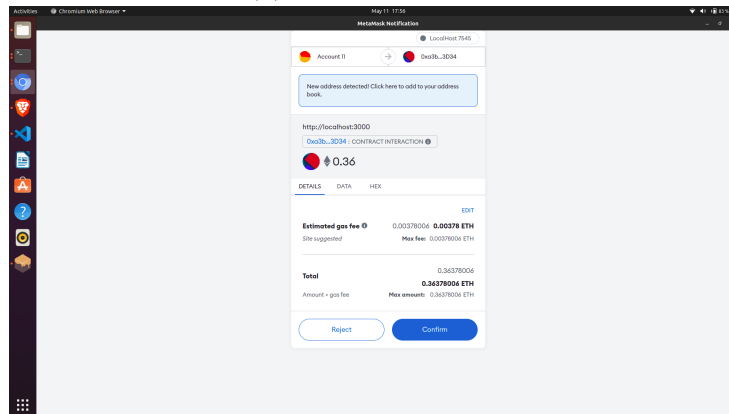 Activities Chromium Web Browser May 11 17:56 83%
MetaMask Notification
LocalHost 7545
Account 11 0xa3b...3D34
New address detected! Click here to add to your address
book.
http://localhost:3000
0xa3b...3D34 : CONTRACT INTERACTION
0.36
DETAILS DATA HEX
EDIT
Estimated gas fee 0.00378006 0.00378 ETH
Site suggested Max fee: 0.00378006 ETH
0.36378006
Total
0.36378006 ETH
Amount + gas fee Max amount: 0.36378006 ETH
Reject Confirm